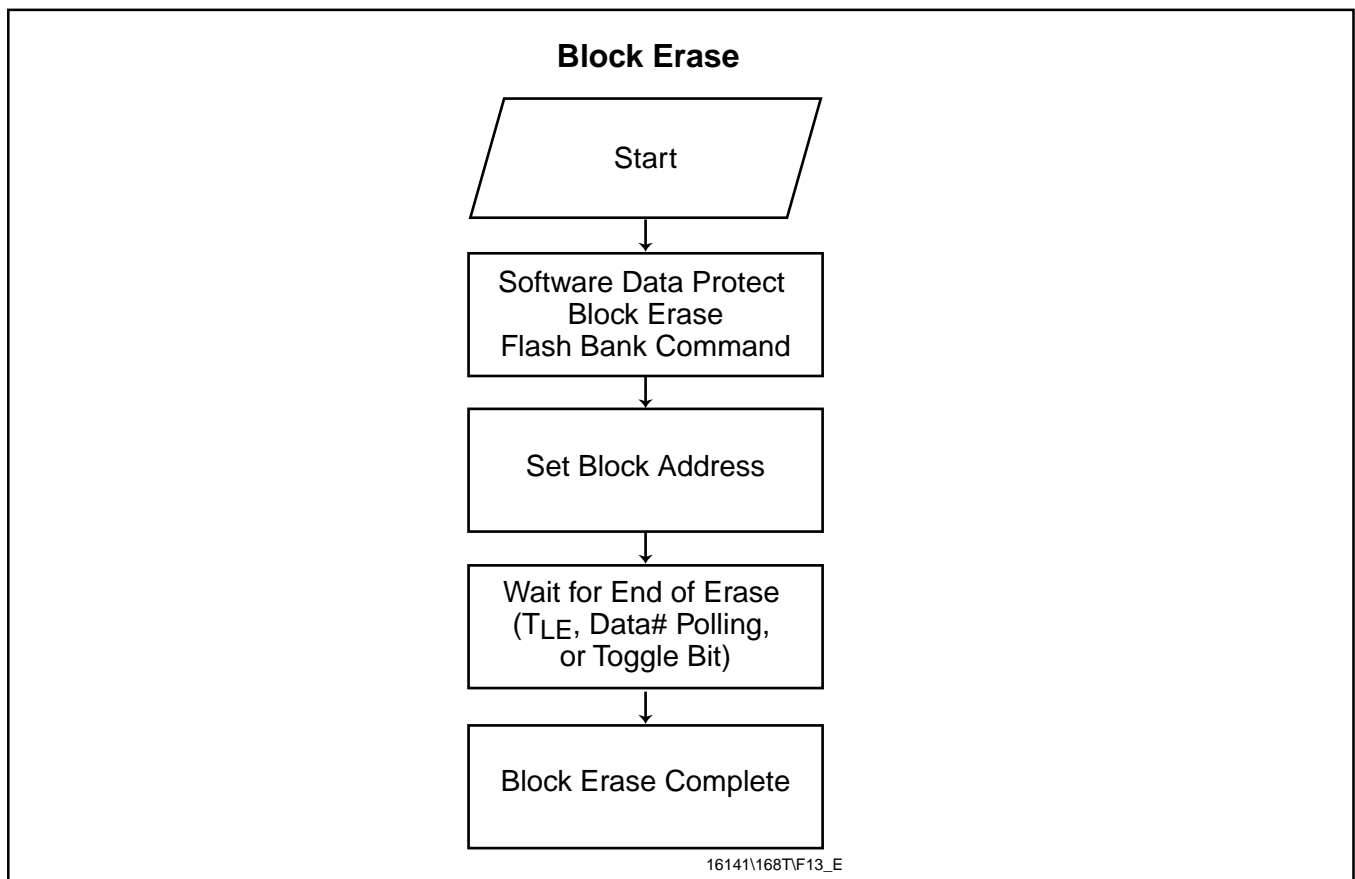 Block Erase
Start
Software Data Protect
Block Erase
Flash Bank Command
Set Block Address
Wait for End of Erase
(TLE, Data# Polling,
or Toggle Bit)
Block Erase Complete
16141\168T\F13_E